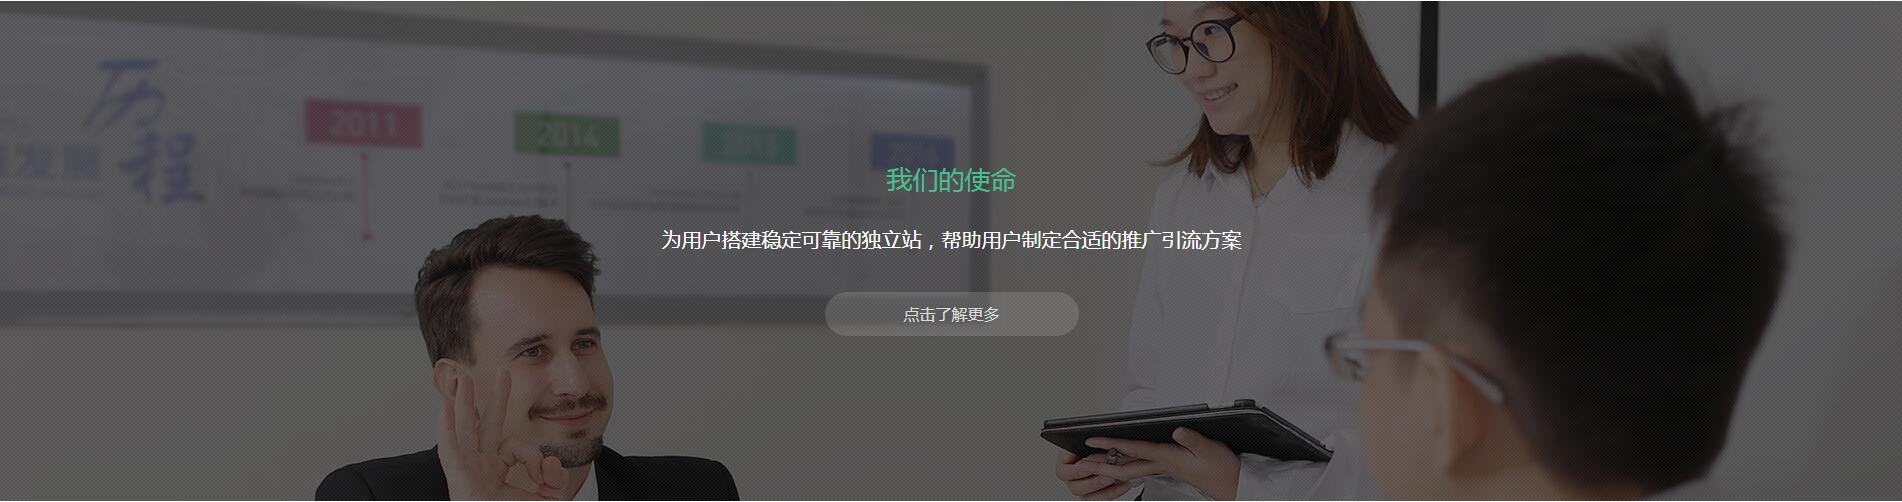 历程
发展
2011
2014
2015
2016
我们的使命
为用户搭建稳定可靠的独立站，帮助用户制定合适的推广引流方案
点击了解更多